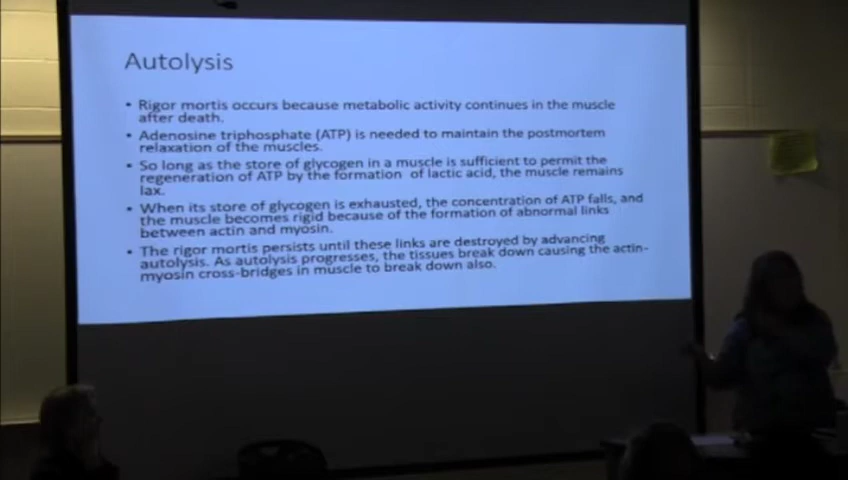 Autolysis
• Rigor mortis occurs because metabolic activity continues in the muscle
after death.
• Adenosine triphosphate (ATP) is needed to maintain the postmortem
relaxation of the muscles.
• So long as the store of glycogen in a muscle is sufficient to permit the
regeneration of ATP by the formation of lactic acid, the muscle remains
lax.
• When its store of glycogen is exhausted, the concentration of ATP falls, and
the muscle becomes rigid because of the formation of abnormal links
between actin and myosin.
• The rigor mortis persists until these links are destroyed by advancing
autolysis. As autolysis progresses, the tissues break down causing the actin-
myosin cross-bridges in muscle to break down also.